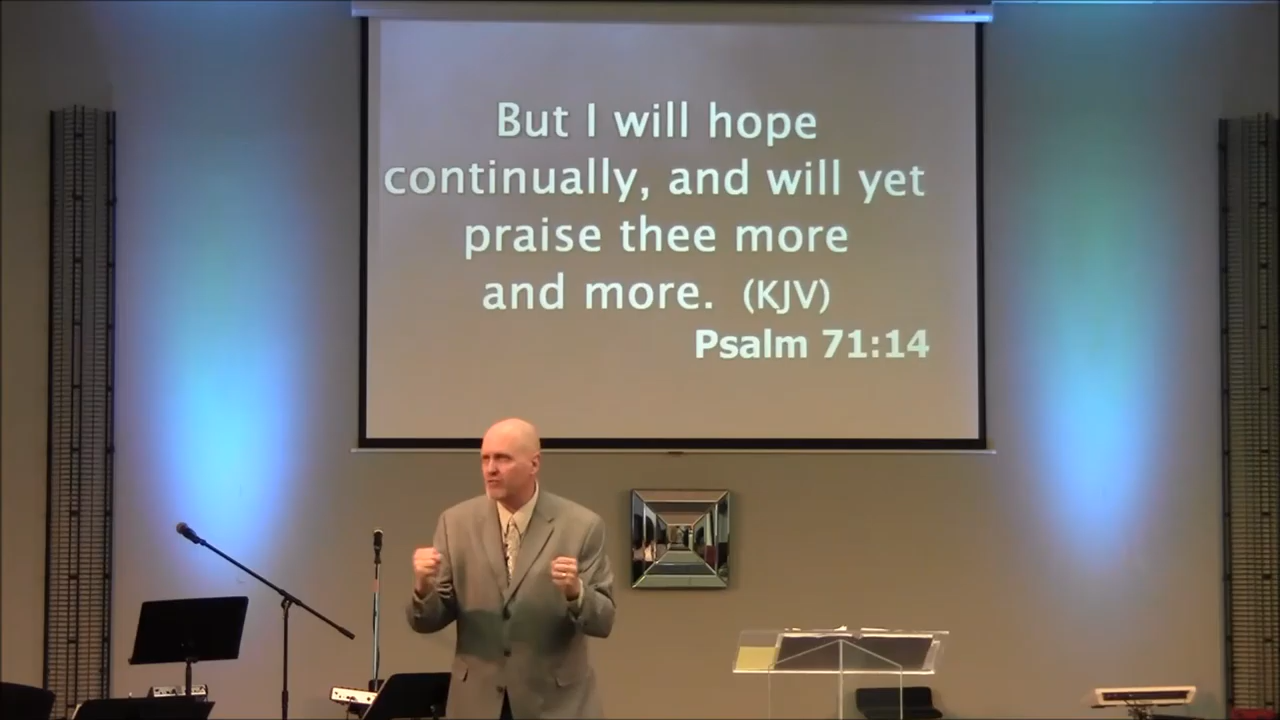 But I will hope
continually, and will yet
praise thee more
and more. (KJV)
Psalm 71:14